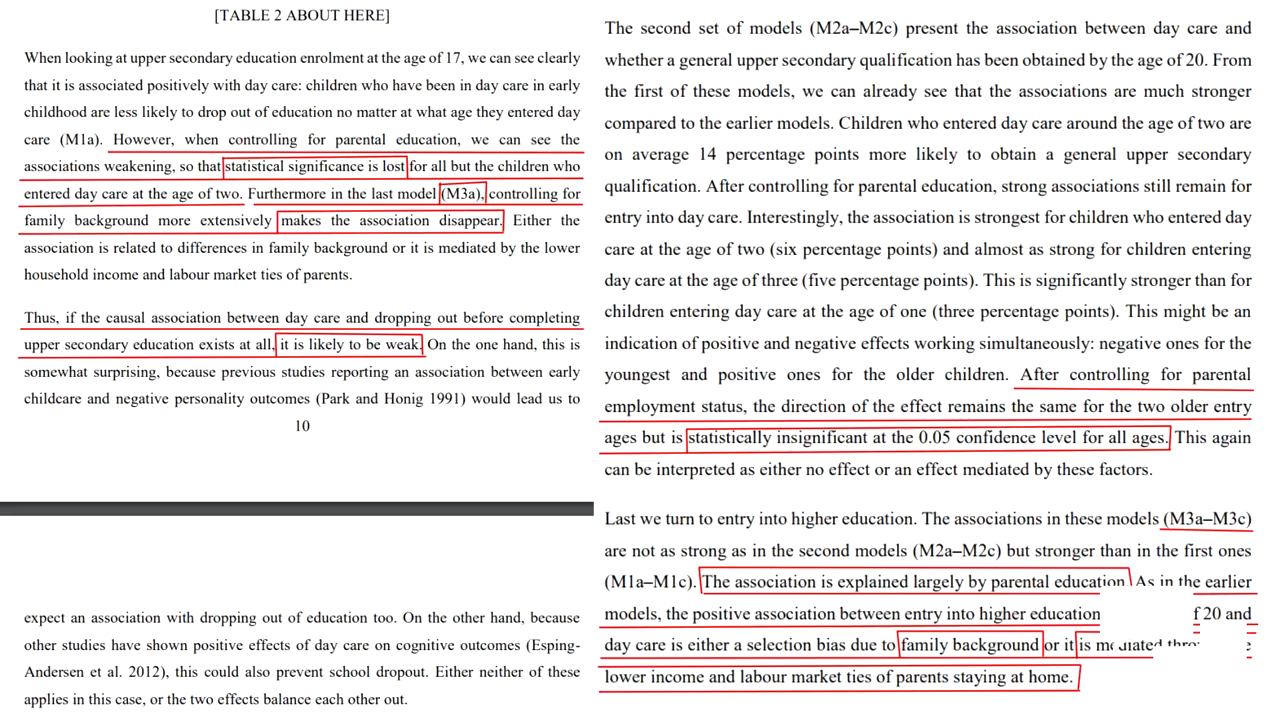 [TABLE 2 ABOUT HERE]
When looking at upper secondary education enrolment at the age of 17, we can see clearly
that it is associated positively with day care: children who have been in day care in early
childhood are less likely to drop out of education no matter at what age they entered day
care (M1a). However, when controlling for parental education, we can see the
associations weakening, so that statistical significance is lost for all but the children who
entered day care at the age of two. Furthermore in the last model (M3a), controlling for
family background more extensively makes the association disappear. Either the
association is related to differences in family background or it is mediated by the lower
household income and labour market ties of parents.
Thus, if the causal association between day care and dropping out before completing
upper secondary education exists at all, it is likely to be weak. On the one hand, this is
somewhat surprising, because previous studies reporting an association between early
childcare and negative personality outcomes (Park and Honig 1991) would lead us to
10
expect an association with dropping out of education too. On the other hand, because
other studies have shown positive effects of day care on cognitive outcomes (Esping-
Andersen et al. 2012), this could also prevent school dropout. Either neither of these
applies in this case, or the two effects balance each other out.
The second set of models (M2a–M2c) present the association between day care and
whether a general upper secondary qualification has been obtained by the age of 20. From
the first of these models, we can already see that the associations are much stronger
compared to the earlier models. Children who entered day care around the age of two are
on average 14 percentage points more likely to obtain a general upper secondary
qualification. After controlling for parental education, strong associations still remain for
entry into day care. Interestingly, the association is strongest for children who entered day
care at the age of two (six percentage points) and almost as strong for children entering
day care at the age of three (five percentage points). This is significantly stronger than for
children entering day care at the age of one (three percentage points). This might be an
indication of positive and negative effects working simultaneously: negative ones for the
youngest and positive ones for the older children. After controlling for parental
employment status, the direction of the effect remains the same for the two older entry
ages but is statistically insignificant at the 0.05 confidence level for all ages. This again
can be interpreted as either no effect or an effect mediated by these factors.
Last we turn to entry into higher education. The associations in these models (M3a–M3c)
are not as strong as in the second models (M2a–M2c) but stronger than in the first ones
(M1a–M1c). The association is explained largely by parental education. As in the earlier
models, the positive association between entry into higher education 20 and
day care is either a selection bias due to family background or it is mediated
lower income and labour market ties of parents staying at home.